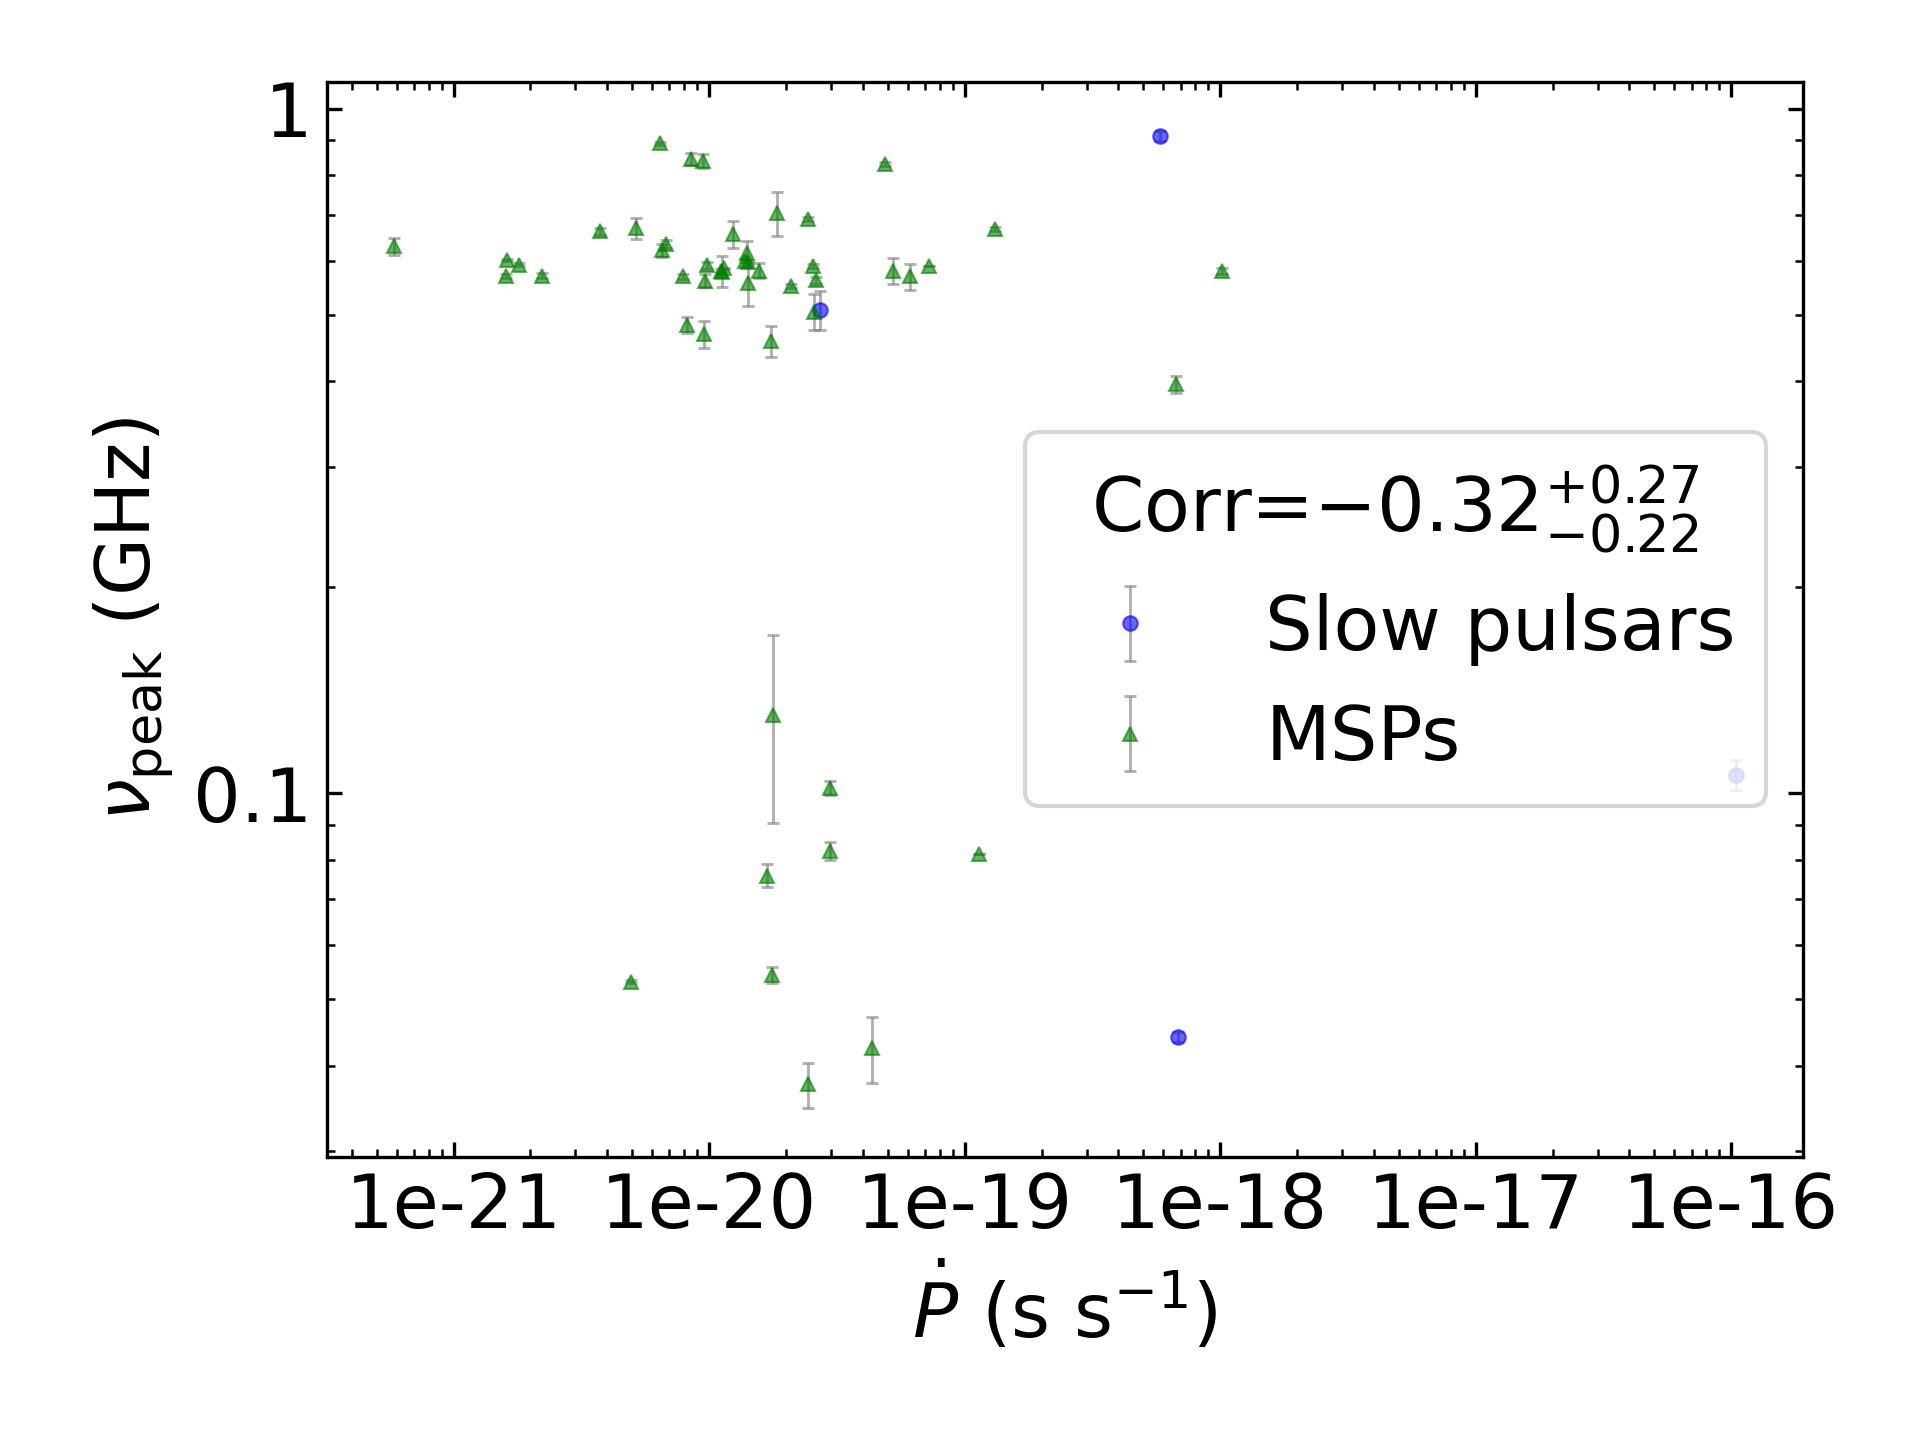 1
0.1
ν_peak (GHz)
Corr=−0.32^{+0.27}_{−0.22}
Slow pulsars
MSPs
1e-21 1e-20 1e-19 1e-18 1e-17 1e-16
Ṗ (s s⁻¹)